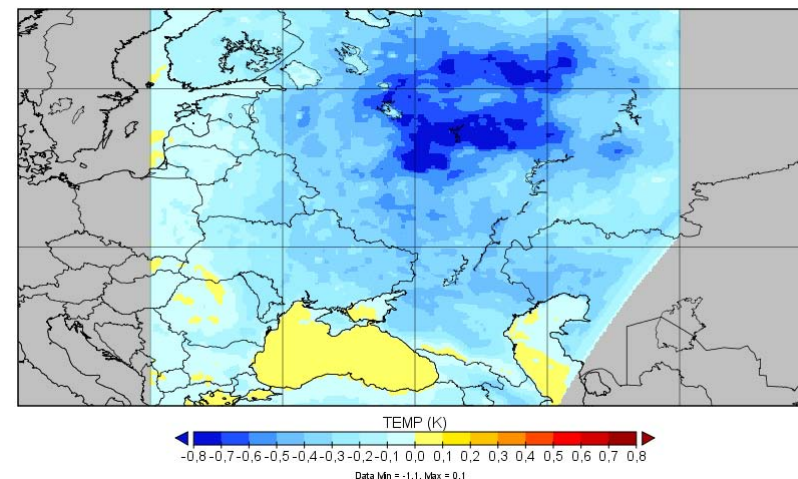 TEMP (K)
-0,8 -0,7 -0,6 -0,5 -0,4 -0,3 -0,2 -0,1 0,0 0,1 0,2 0,3 0,4 0,5 0,6 0,7 0,8
Data Min = -1,1, Max = 0,1